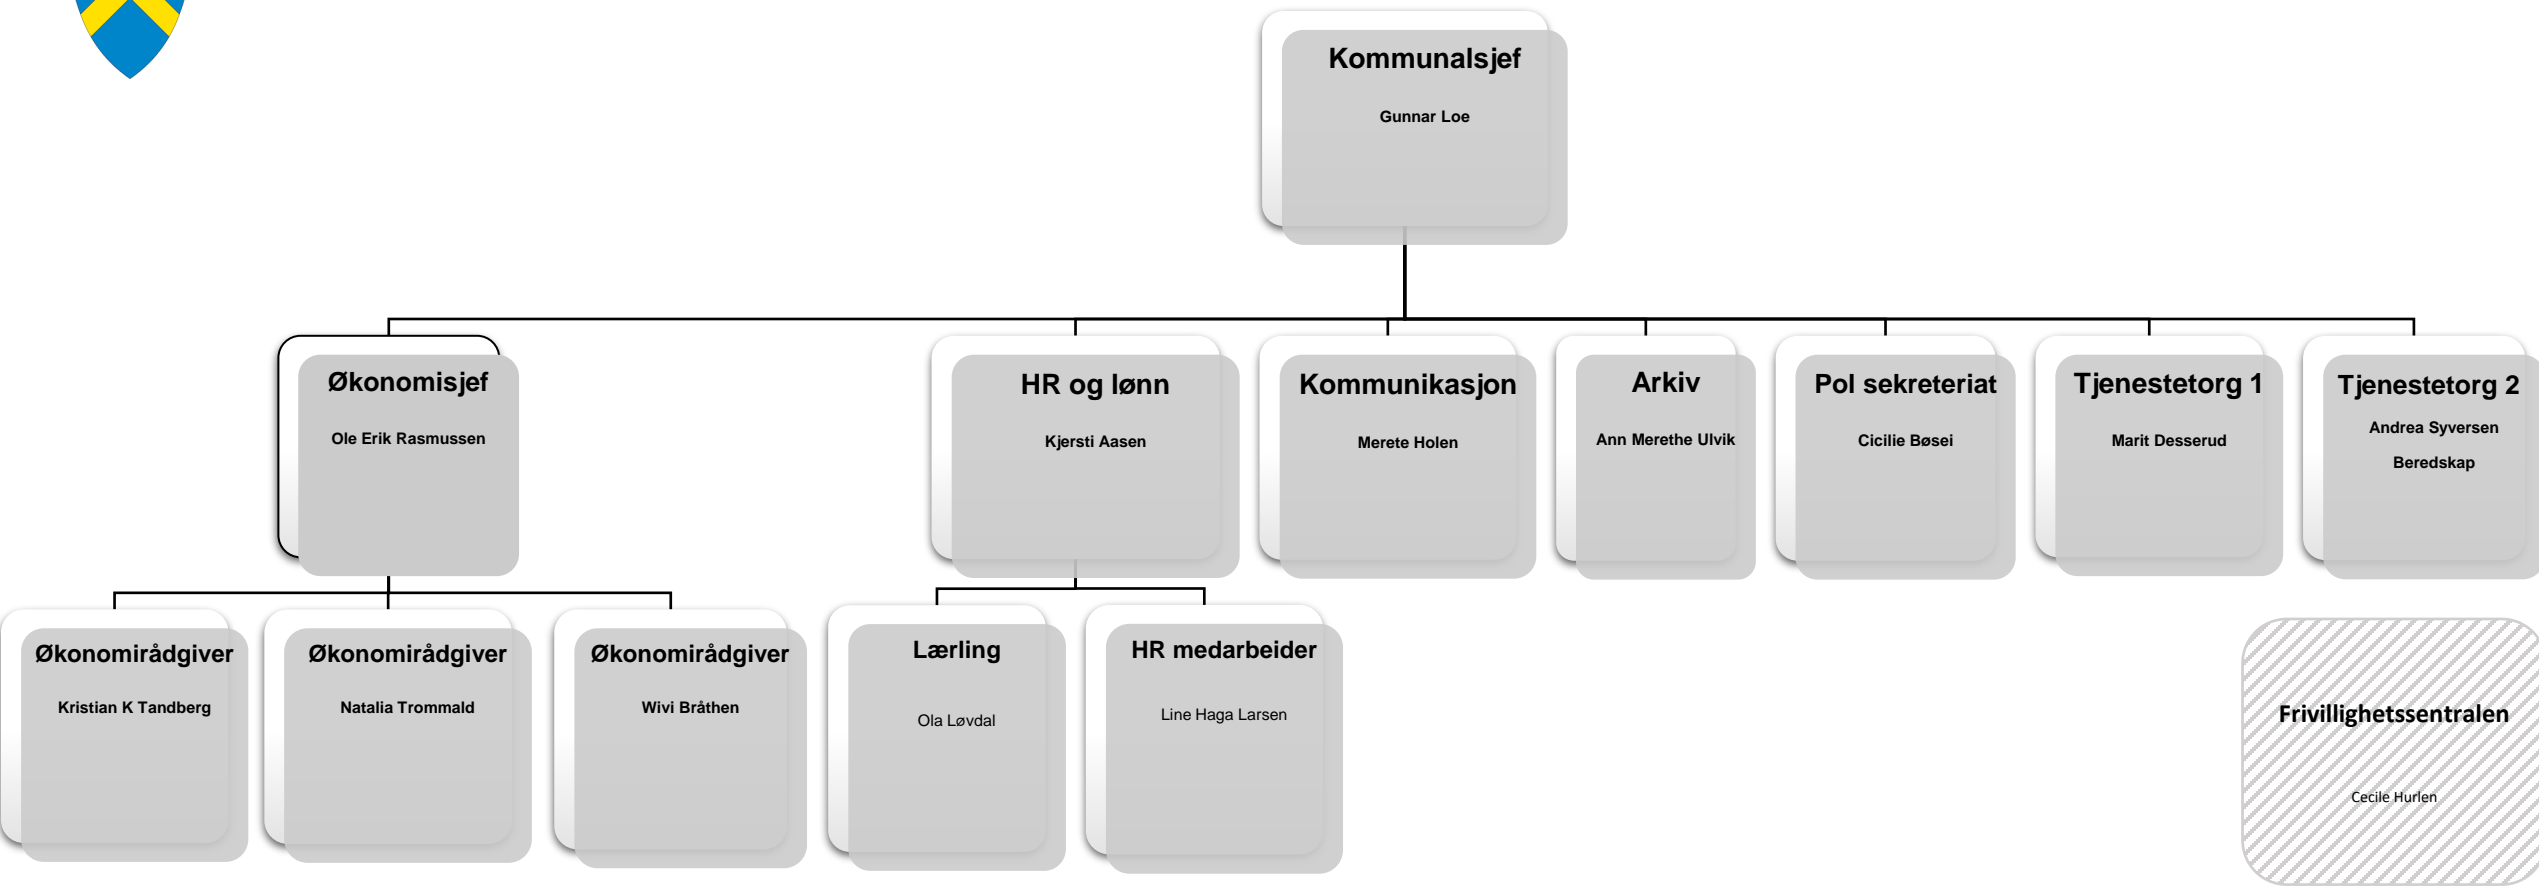 Kommunalsjef
Gunnar Loe
Økonomisjef
Ole Erik Rasmussen
HR og lønn
Kjersti Aasen
Kommunikasjon
Merete Holen
Arkiv
Ann Merethe Ulvik
Pol sekreteriat
Cicilie Bøsei
Tjenestetorg 1
Marit Desserud
Tjenestetorg 2
Andrea Syversen
Beredskap
Økonomirådgiver
Kristian K Tandberg
Økonomirådgiver
Natalia Trommald
Økonomirådgiver
Wivi Bråthen
Lærling
Ola Løvdal
HR medarbeider
Line Haga Larsen
Frivillighetssentralen
Cecile Hurlen